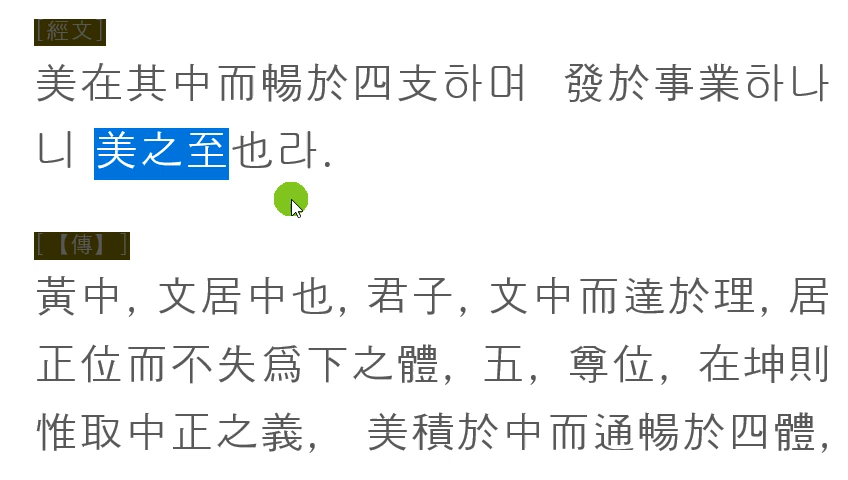 [經文]
美在其中而暢於四支하며 發於事業하나
니 美之至也라.
[【傳】]
黃中, 文居中也, 君子, 文中而達於理, 居
正位而不失爲下之體, 五, 尊位, 在坤則
惟取中正之義, 美積於中而通暢於四體,